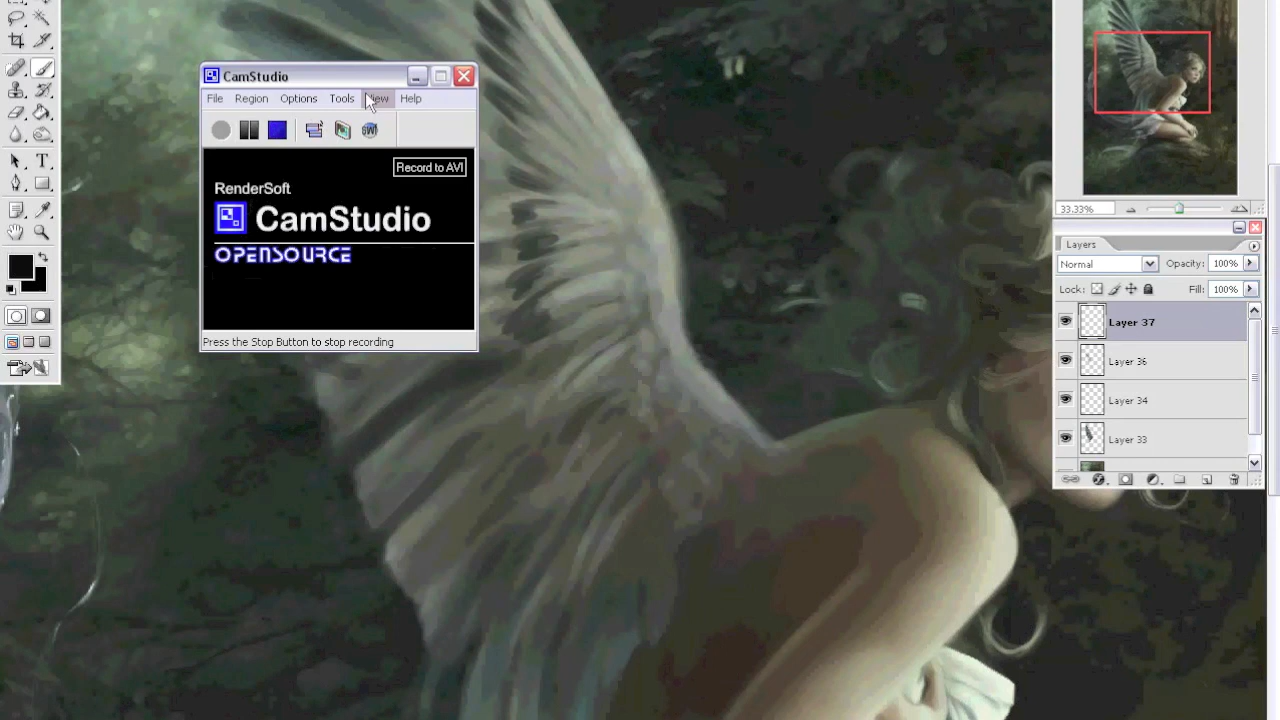 CamStudio
File Region Options Tools View Help
Record to AVI
RenderSoft
CamStudio
OPENSOURCE
Press the Stop Button to stop recording
33.33%
Layers
Normal Opacity: 100%
Lock: Fill: 100%
Layer 37
Layer 36
Layer 34
Layer 33